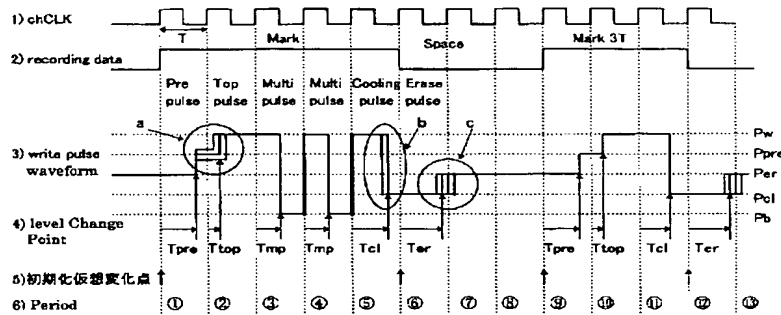 1) chCLK
T
Mark
Space
Mark 3T
2) recording data
Pre pulse
Top pulse
Multi pulse
Multi pulse
Cooling pulse
Erase pulse
a
b
c
3) write pulse waveform
Pw
Ppre
Per
Pcl
Pb
4) level Change Point
Tpre
Ttop
Tmp
Tmp
Tcl
Ter
Tpre
Ttop
Tcl
Ter
5)初期化仮想変化点
6) Period
① ② ③ ④ ⑤ ⑥ ⑦ ⑧ ⑨ ⑩ ⑪ ⑫ ⑬